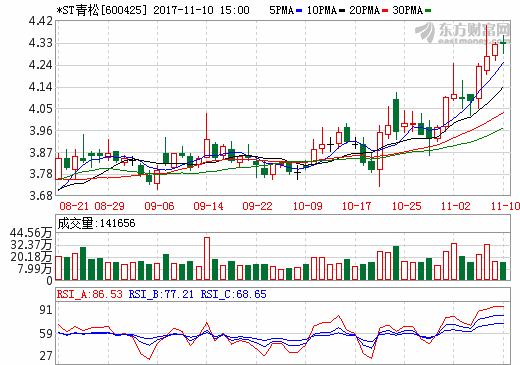 *ST青松[600425] 2017-11-10 15:00 5PMA 10PMA 20PMA 30PMA
东方财富网
eastmoney.com
4.42
4.33
4.24
4.14
4.05
3.96
3.87
3.78
3.68
08-21 08-29 09-06 09-14 09-22 10-09 10-17 10-25 11-02 11-10
成交量:141656
44.56万
32.37万
20.18万
7.99万
0
RSI_A:86.53 RSI_B:77.21 RSI_C:68.65
91
59
27